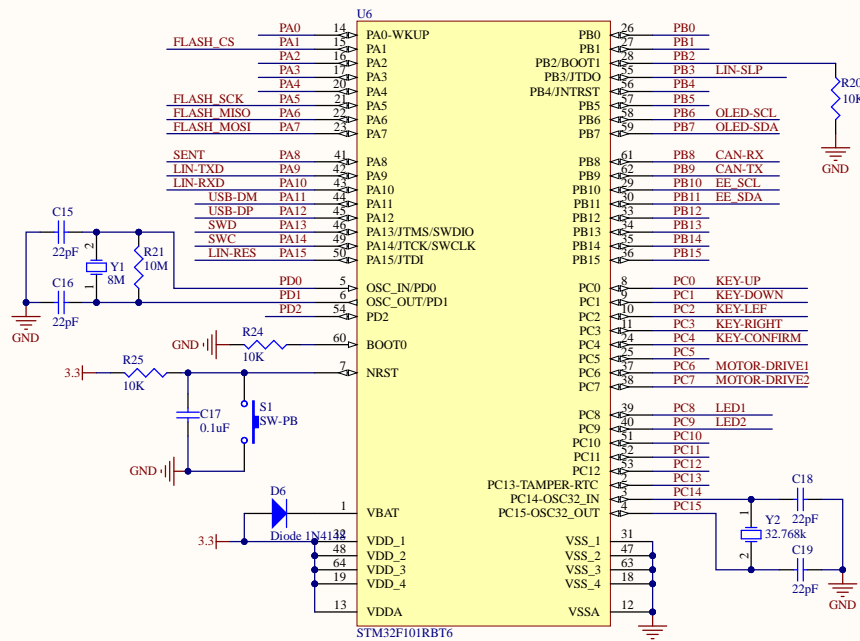 U6
PA0 14 PA0-WKUP PB0 26 PB0
FLASH_CS PA1 15 PA1 PB1 27 PB1
PA2 16 PA2 PB2/BOOT1 28 PB2
PA3 17 PA3 PB3/JTDO 55 PB3 LIN-SLP
PA4 20 PA4 PB4/JNTRST 56 PB4
FLASH_SCK PA5 21 PA5 PB5 57 PB5
FLASH_MISO PA6 22 PA6 PB6 58 PB6 OLED-SCL
FLASH_MOSI PA7 23 PA7 PB7 59 PB7 OLED-SDA
R20
10K
GND
SENT PA8 41 PA8 PB8 61 PB8 CAN-RX
LIN-TXD PA9 42 PA9 PB9 62 PB9 CAN-TX
LIN-RXD PA10 43 PA10 PB10 29 PB10 EE_SCL
USB-DM PA11 44 PA11 PB11 30 PB11 EE_SDA
USB-DP PA12 45 PA12 PB12 33 PB12
SWD PA13 46 PA13/JTMS/SWDIO PB13 34 PB13
SWC PA14 49 PA14/JTCK/SWCLK PB14 35 PB14
LIN-RES PA15 50 PA15/JTDI PB15 36 PB15
C15
22pF
2 Y1
8M
1
R21
10M
C16
22pF
GND
PD0 5 OSC_IN/PD0 PC0 8 PC0 KEY-UP
PD1 6 OSC_OUT/PD1 PC1 9 PC1 KEY-DOWN
PD2 54 PD2 PC2 10 PC2 KEY-LEF
PC3 11 PC3 KEY-RIGHT
GND R24 10K 60 BOOT0 PC4 24 PC4 KEY-CONFIRM
PC5 25 PC5
3.3 R25 10K 7 NRST PC6 37 PC6 MOTOR-DRIVE1
PC7 38 PC7 MOTOR-DRIVE2
C17
0.1uF
S1
SW-PB
GND
PC8 39 PC8 LED1
PC9 40 PC9 LED2
PC10 51 PC10
PC11 52 PC11
PC12 53 PC12
PC13-TAMPER-RTC 2 PC13
PC14-OSC32_IN 3 PC14
PC15-OSC32_OUT 4 PC15
C18
22pF
1
Y2
32.768k
2
C19
22pF
GND
D6
Diode 1N4148
1 VBAT
3.3 32 VDD_1 VSS_1 31
48 VDD_2 VSS_2 47
64 VDD_3 VSS_3 63
19 VDD_4 VSS_4 18
13 VDDA VSSA 12
STM32F101RBT6
GND